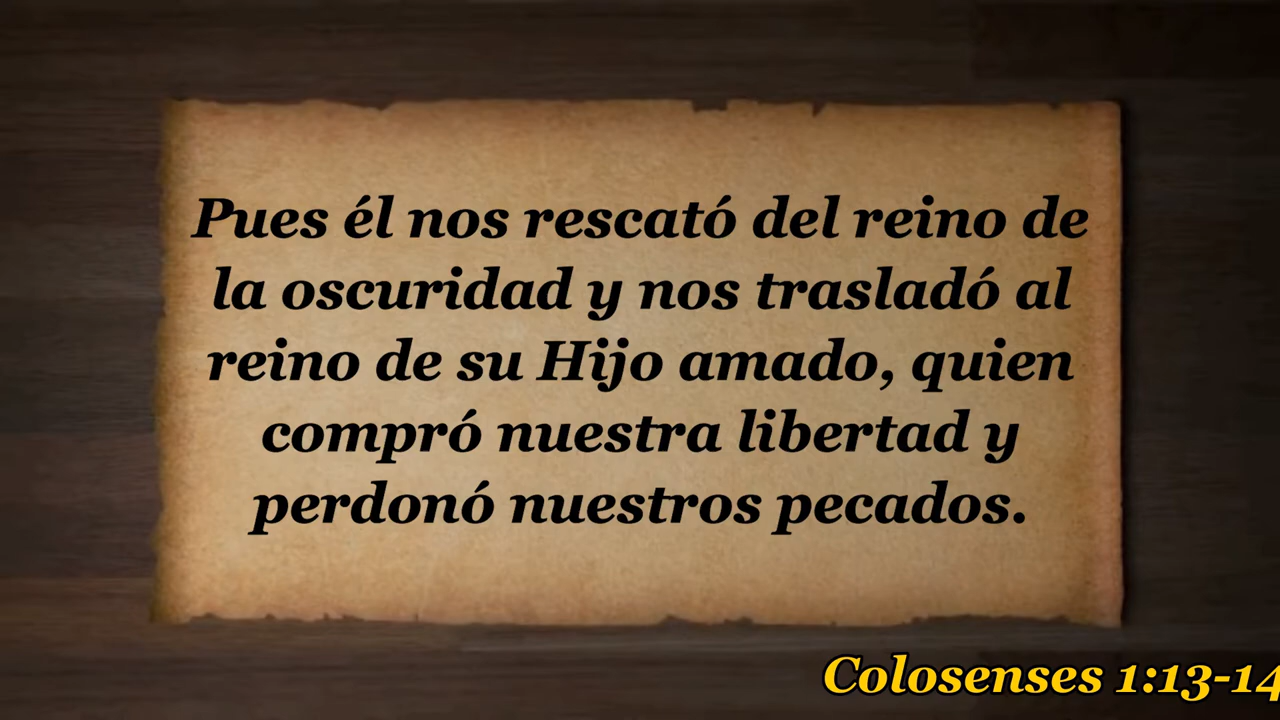 Pues él nos rescató del reino de
la oscuridad y nos trasladó al
reino de su Hijo amado, quien
compró nuestra libertad y
perdonó nuestros pecados.
Colosenses 1:13-14